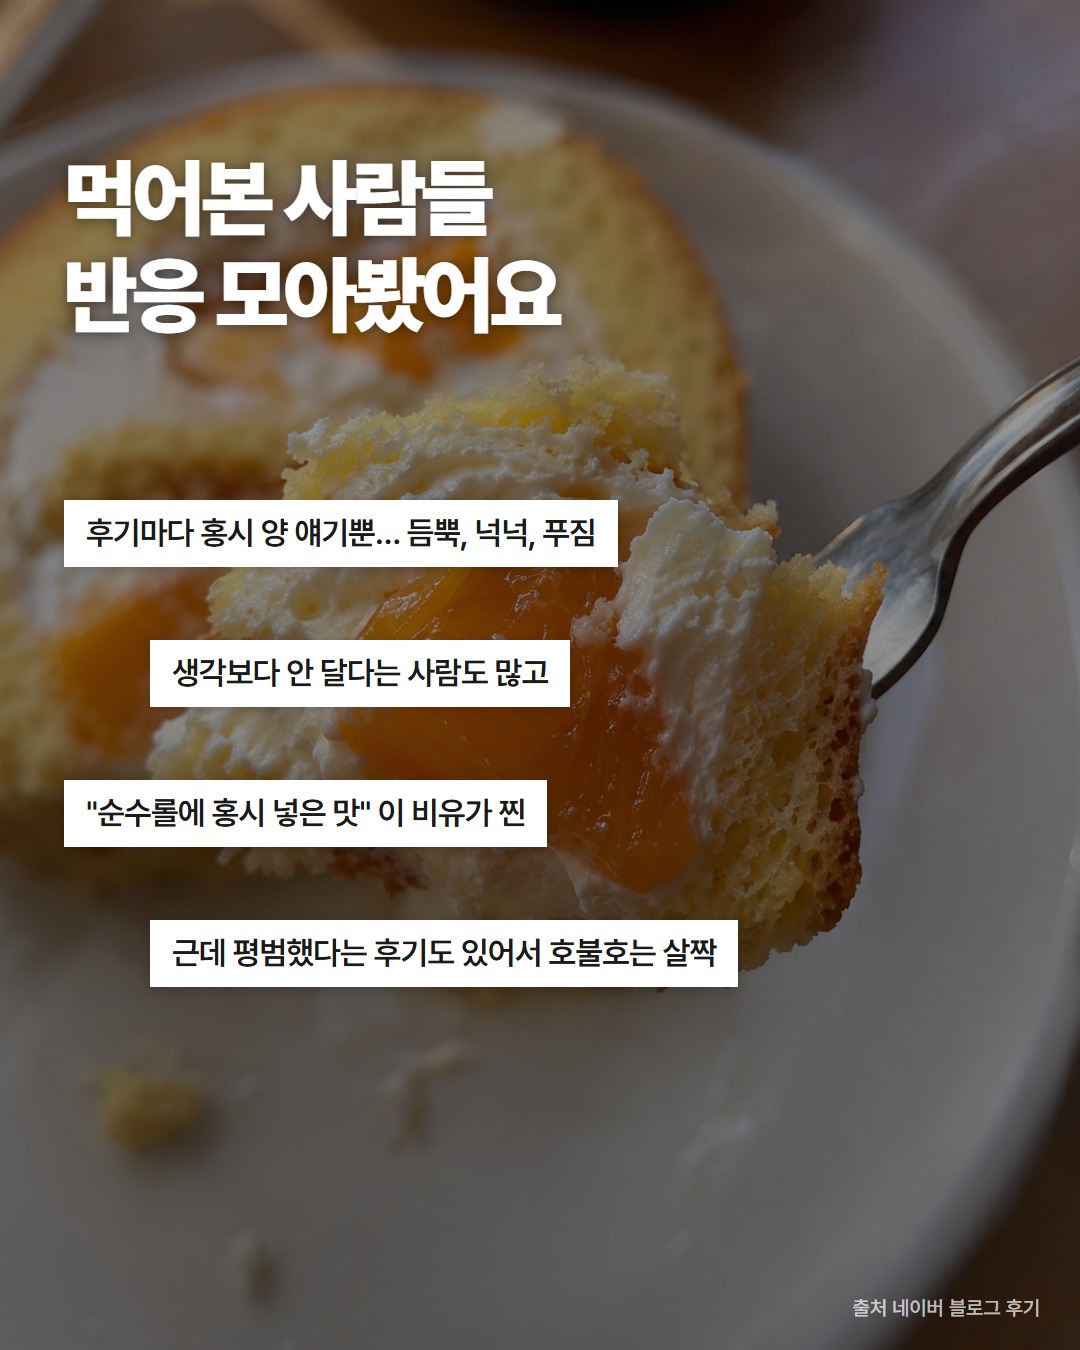 먹어본 사람들
반응 모아봤어요
후기마다 홍시 양 얘기뿐... 듬뿍, 넉넉, 푸짐
생각보다 안 달다는 사람도 많고
"순수롤에 홍시 넣은 맛" 이 비유가 찐
근데 평범했다는 후기도 있어서 호불호는 살짝
출처 네이버 블로그 후기